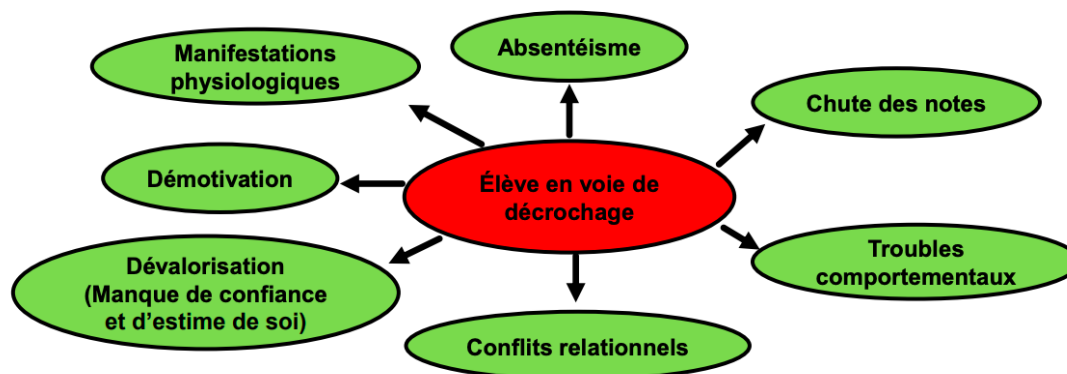 Absentéisme
Manifestations
physiologiques
Chute des notes
Démotivation
Élève en voie de
décrochage
Troubles
comportementaux
Dévalorisation
(Manque de confiance
et d'estime de soi)
Conflits relationnels